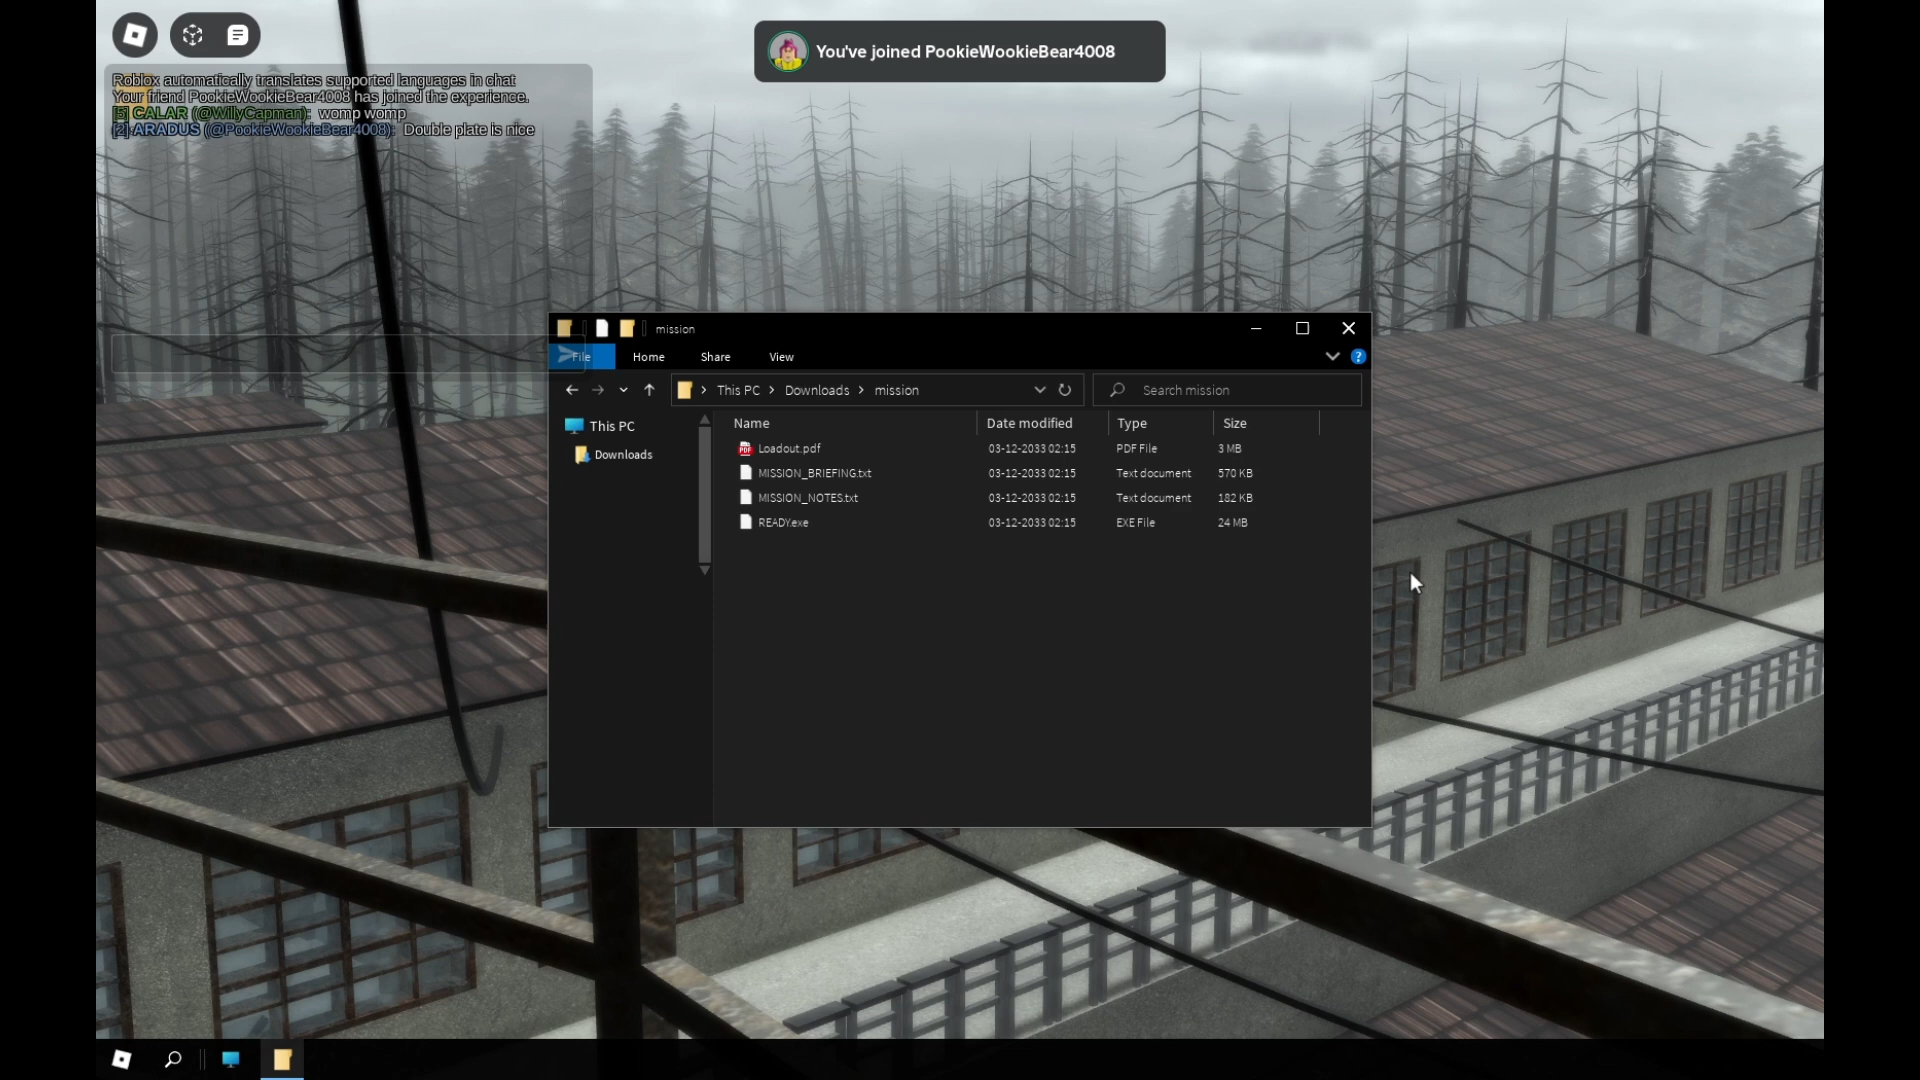 You've joined PookieWookieBear4008
Roblox automatically translates supported languages in chat
Your friend PookieWookieBear4008 has joined the experience.
[5] CALAR (@WillyCapman): womp womp
[2] ARADUS (@PookieWookieBear4008): Double plate is nice
mission
File Home Share View
This PC > Downloads > mission
Search mission
This PC
Downloads
Name Date modified Type Size
Loadout.pdf 03-12-2033 02:15 PDF File 3 MB
MISSION_BRIEFING.txt 03-12-2033 02:15 Text document 570 KB
MISSION_NOTES.txt 03-12-2033 02:15 Text document 182 KB
READY.exe 03-12-2033 02:15 EXE File 24 MB